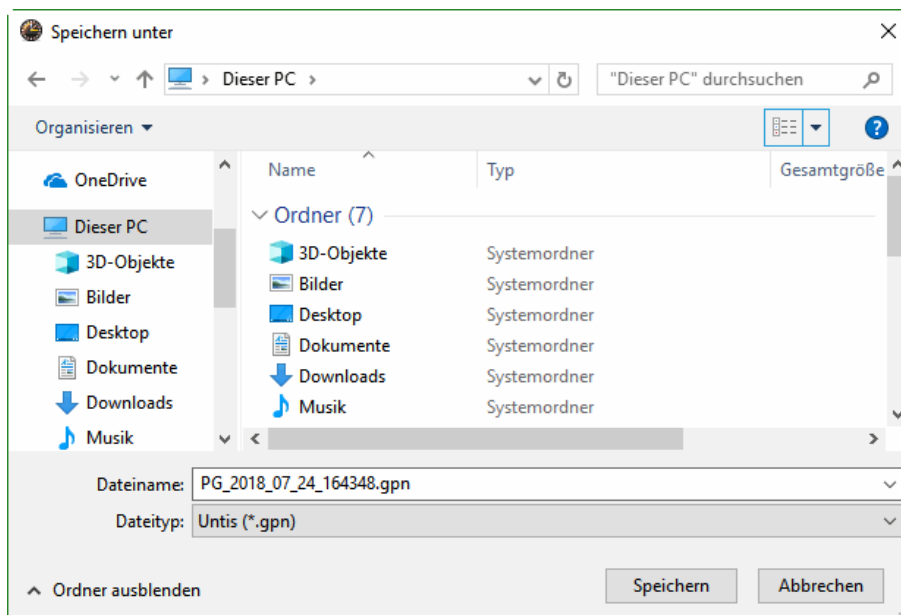 Speichern unter
Dieser PC
"Dieser PC" durchsuchen
Organisieren
?
OneDrive
Dieser PC
3D-Objekte
Bilder
Desktop
Dokumente
Downloads
Musik
Name Typ Gesamtgröße
Ordner (7)
3D-Objekte Systemordner
Bilder Systemordner
Desktop Systemordner
Dokumente Systemordner
Downloads Systemordner
Musik Systemordner
Dateiname: PG_2018_07_24_164348.gpn
Dateityp: Untis (*.gpn)
Ordner ausblenden
Speichern Abbrechen